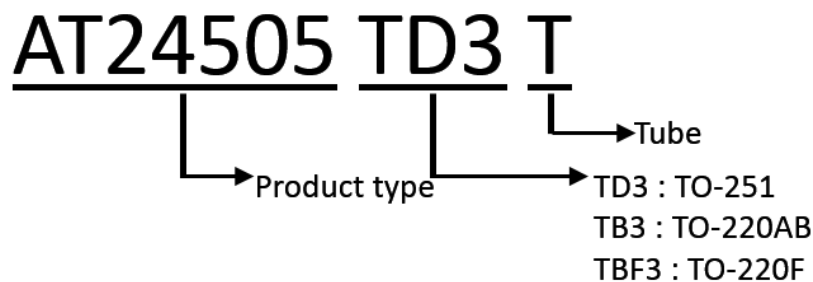 AT24505 TD3 T
Tube
Product type
TD3 : TO-251
TB3 : TO-220AB
TBF3 : TO-220F